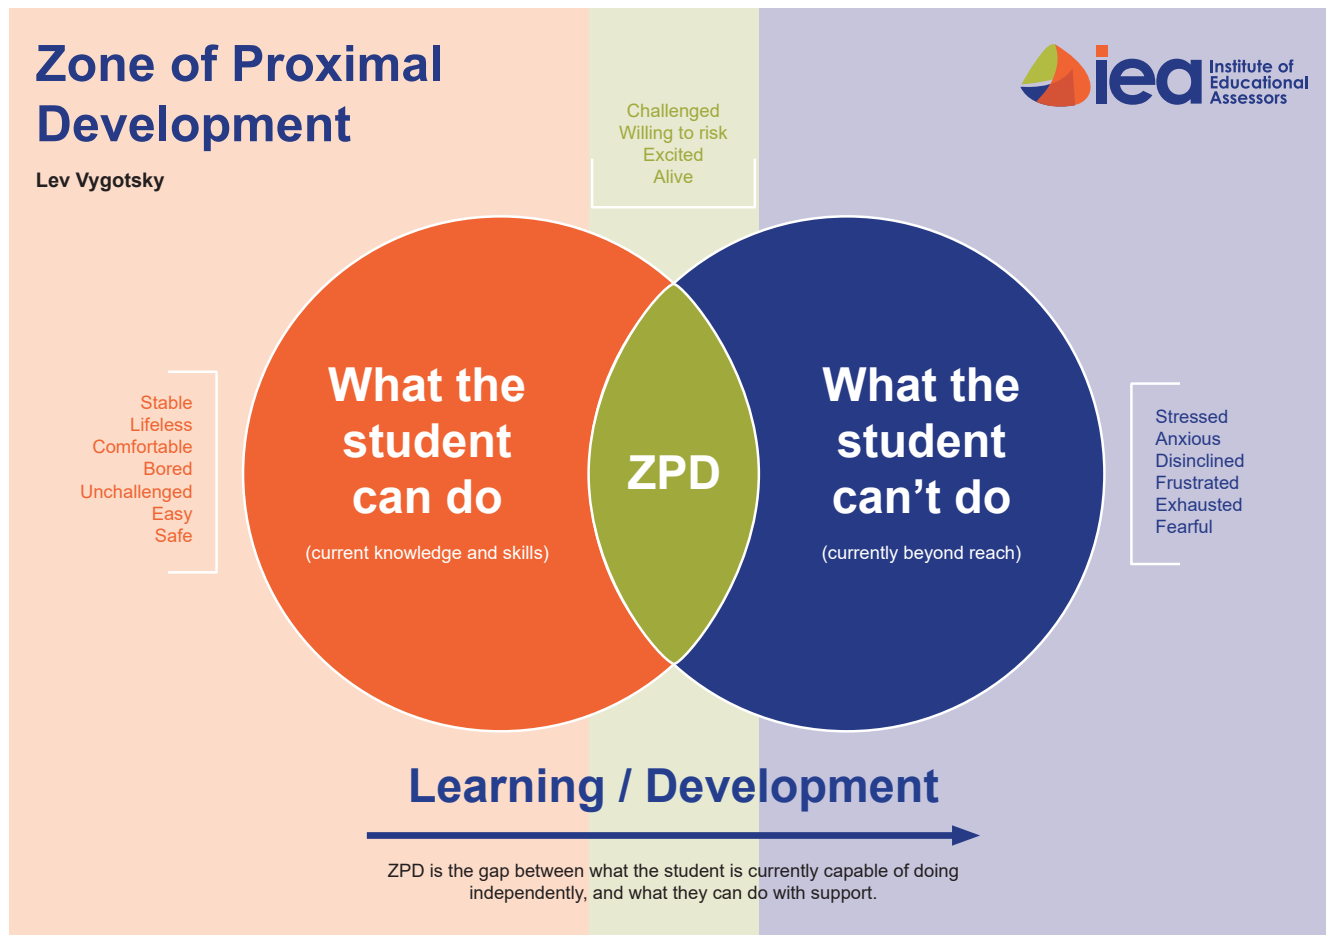 Zone of Proximal
Development
Lev Vygotsky
iea
Institute of
Educational
Assessors
Challenged
Willing to risk
Excited
Alive
Stable
Lifeless
Comfortable
Bored
Unchallenged
Easy
Safe
What the
student
can do
(current knowledge and skills)
ZPD
What the
student
can’t do
(currently beyond reach)
Stressed
Anxious
Disinclined
Frustrated
Exhausted
Fearful
Learning / Development
ZPD is the gap between what the student is currently capable of doing
independently, and what they can do with support.